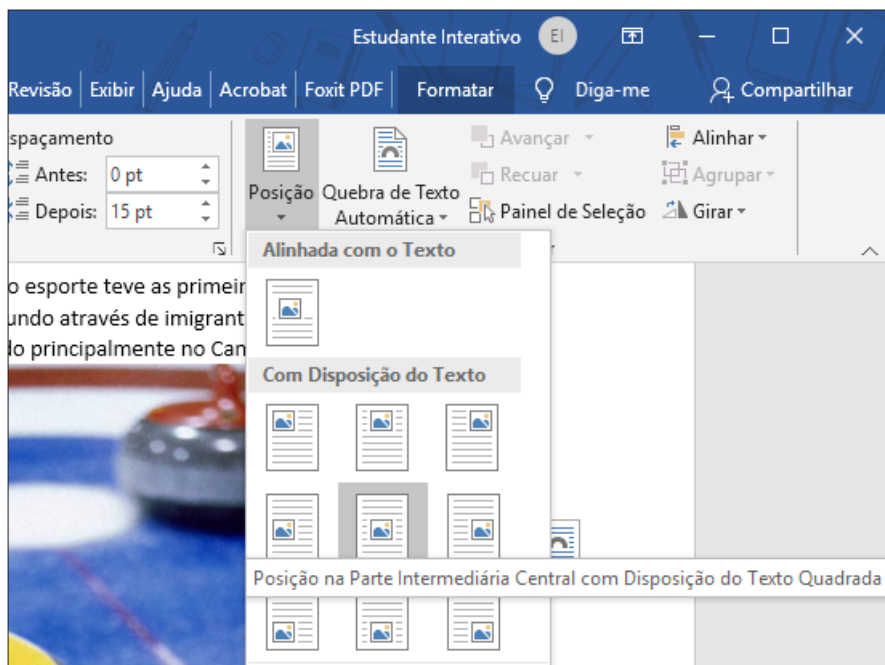 Estudante Interativo EI
Revisão Exibir Ajuda Acrobat Foxit PDF Formatar Diga-me Compartilhar
spaçamento
Antes: 0 pt
Depois: 15 pt
Posição
Quebra de Texto
Automática
Avançar
Recuar
Painel de Seleção
Alinhar
Agrupar
Girar
Alinhada com o Texto
o esporte teve as primeir
undo através de imigrant
do principalmente no Can
Com Disposição do Texto
Posição na Parte Intermediária Central com Disposição do Texto Quadrada